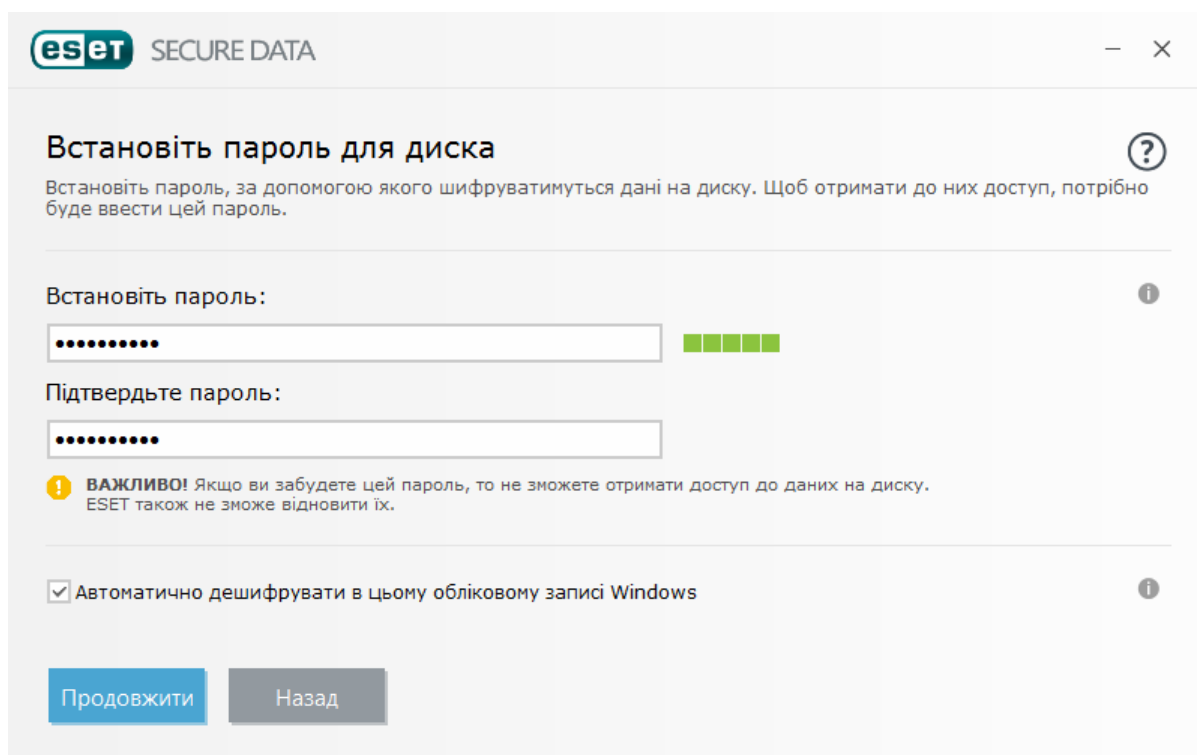 eset SECURE DATA
Встановіть пароль для диска
Встановіть пароль, за допомогою якого шифруватимуться дані на диску. Щоб отримати до них доступ, потрібно
буде ввести цей пароль.
Встановіть пароль:
••••••••••
Підтвердьте пароль:
••••••••••
ВАЖЛИВО! Якщо ви забудете цей пароль, то не зможете отримати доступ до даних на диску.
ESET також не зможе відновити їх.
Автоматично дешифрувати в цьому обліковому записі Windows
Продовжити Назад